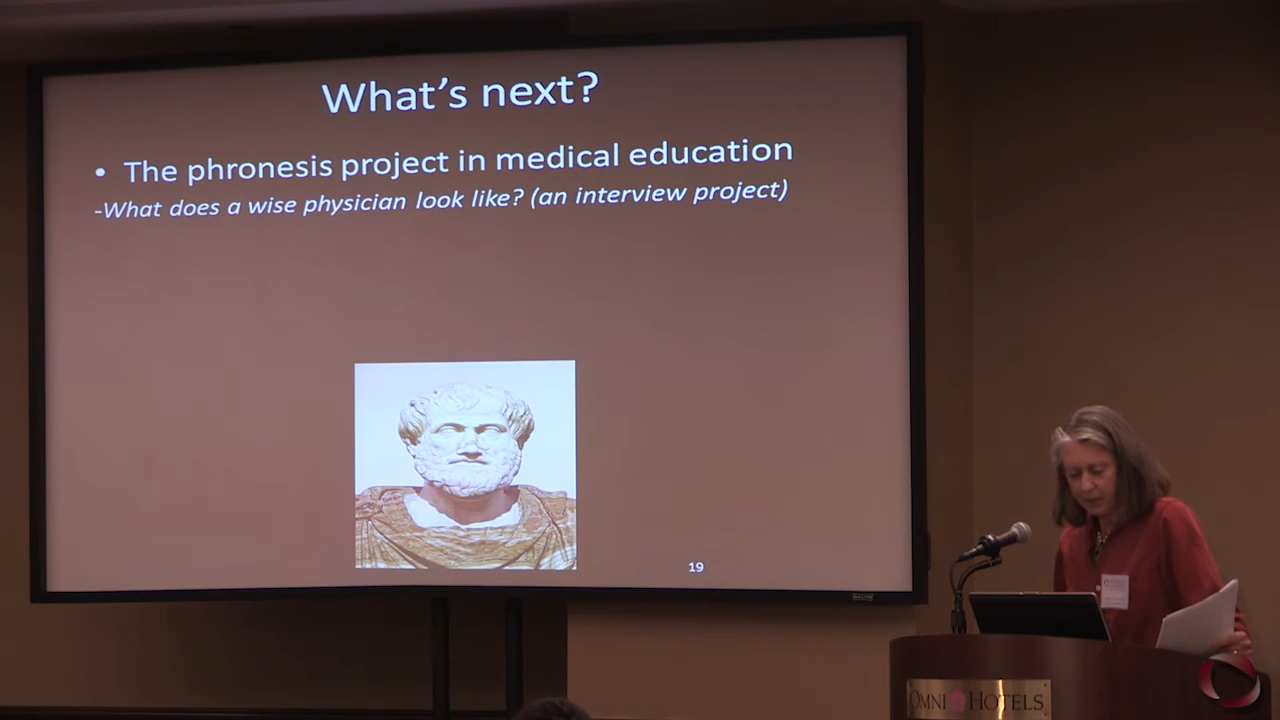 What's next?
• The phronesis project in medical education
-What does a wise physician look like? (an interview project)
19
OMNI HOTELS